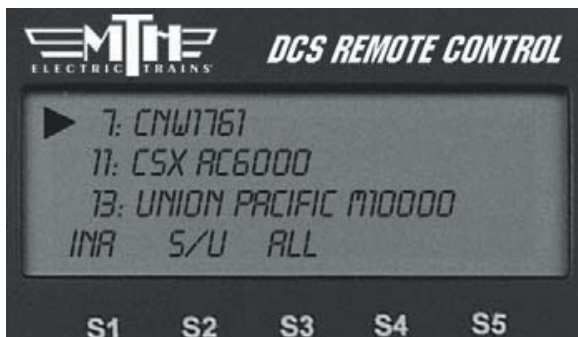 MTH
ELECTRIC TRAINS®
DCS REMOTE CONTROL
7: CNW1761
11: CSX AC6000
13: UNION PACIFIC M10000
INA S/U ALL
S1 S2 S3 S4 S5